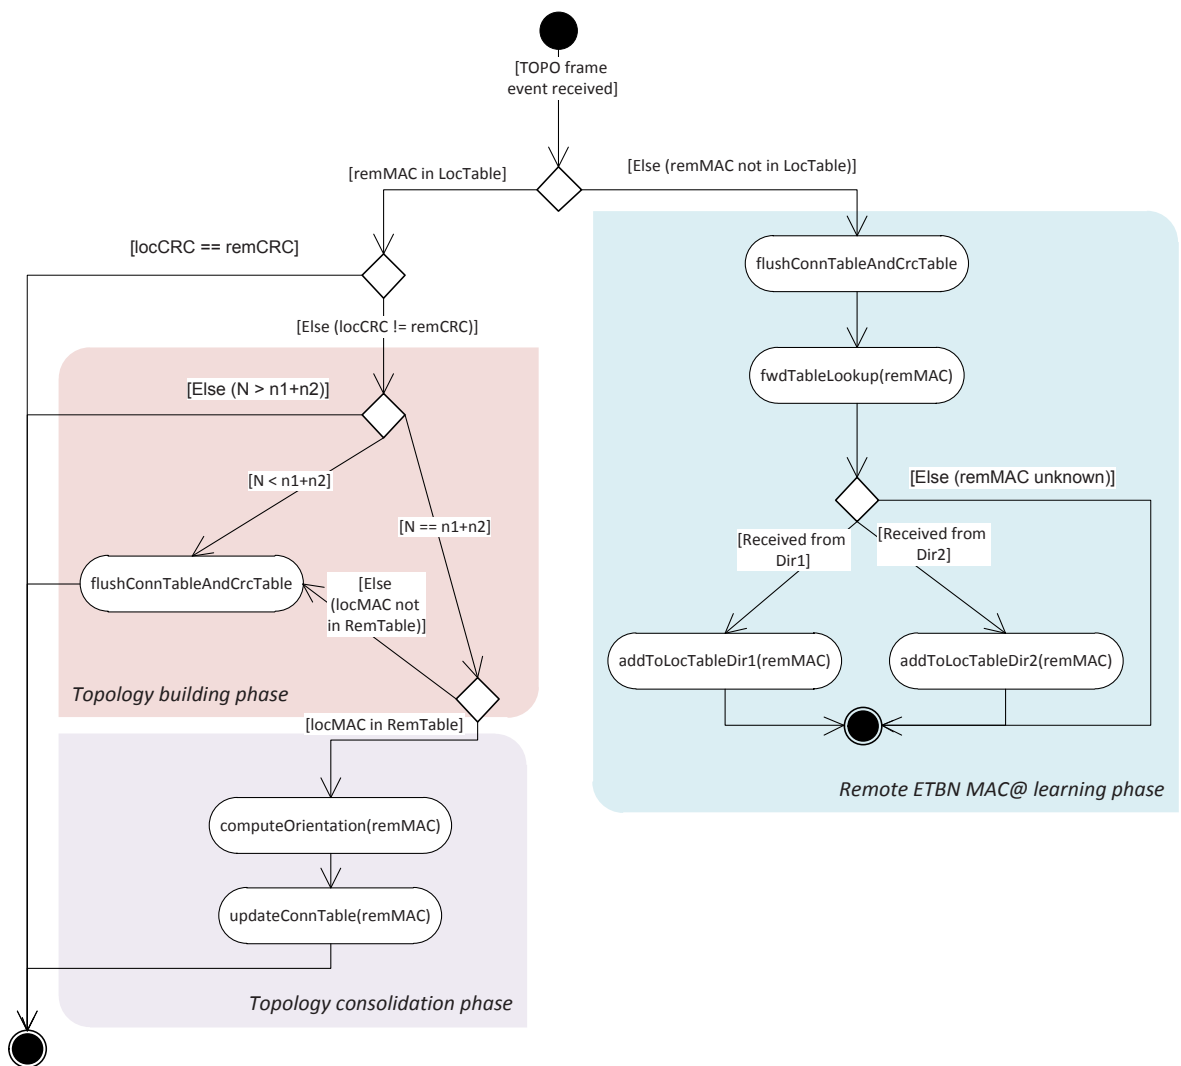 [TOPO frame
event received]
[remMAC in LocTable]
[Else (remMAC not in LocTable)]
[locCRC == remCRC]
flushConnTableAndCrcTable
[Else (locCRC != remCRC)]
fwdTableLookup(remMAC)
[Else (N > n1+n2)]
[N < n1+n2]
[Else (remMAC unknown)]
[N == n1+n2]
[Received from
Dir1]
[Received from
Dir2]
flushConnTableAndCrcTable
[Else
(locMAC not
in RemTable)]
addToLocTableDir1(remMAC)
addToLocTableDir2(remMAC)
Topology building phase
[locMAC in RemTable]
Remote ETBN MAC@ learning phase
computeOrientation(remMAC)
updateConnTable(remMAC)
Topology consolidation phase